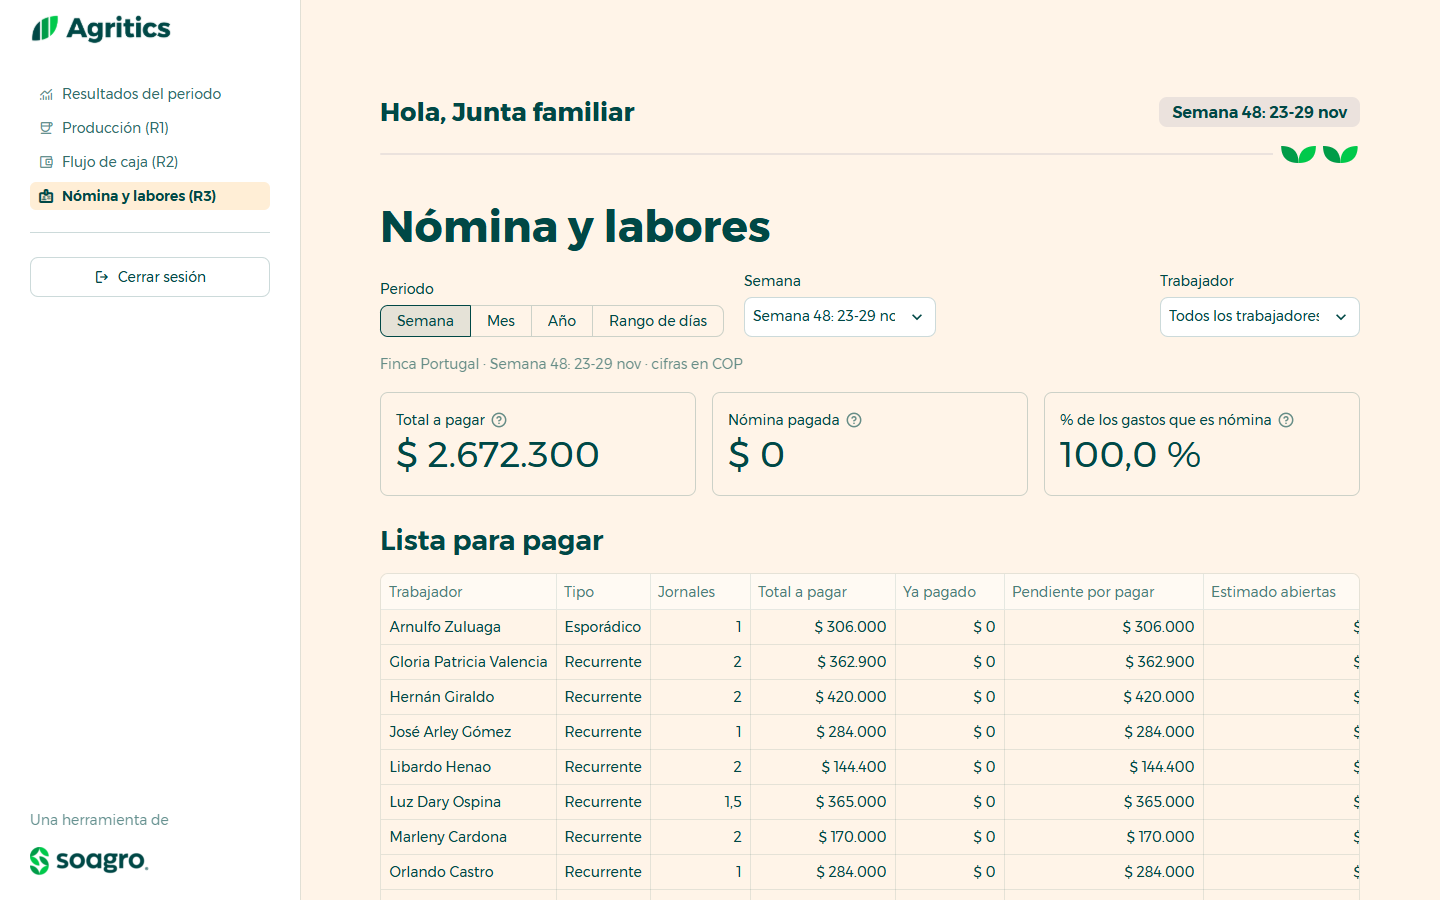 Agritics
Resultados del periodo
Producción (R1)
Flujo de caja (R2)
Nómina y labores (R3)
Cerrar sesión
Una herramienta de
soagro.
Hola, Junta familiar
Semana 48: 23-29 nov
Nómina y labores
Periodo
Semana Mes Año Rango de días
Semana
Semana 48: 23-29 nc
Trabajador
Todos los trabajadores
Finca Portugal · Semana 48: 23-29 nov · cifras en COP
Total a pagar ?
$ 2.672.300
Nómina pagada ?
$ 0
% de los gastos que es nómina ?
100,0 %
Lista para pagar
Trabajador Tipo Jornales Total a pagar Ya pagado Pendiente por pagar Estimado abiertas
Arnulfo Zuluaga Esporádico 1 $ 306.000 $ 0 $ 306.000 $
Gloria Patricia Valencia Recurrente 2 $ 362.900 $ 0 $ 362.900 $
Hernán Giraldo Recurrente 2 $ 420.000 $ 0 $ 420.000 $
José Arley Gómez Recurrente 1 $ 284.000 $ 0 $ 284.000 $
Libardo Henao Recurrente 2 $ 144.400 $ 0 $ 144.400 $
Luz Dary Ospina Recurrente 1,5 $ 365.000 $ 0 $ 365.000 $
Marleny Cardona Recurrente 2 $ 170.000 $ 0 $ 170.000 $
Orlando Castro Recurrente 1 $ 284.000 $ 0 $ 284.000 $